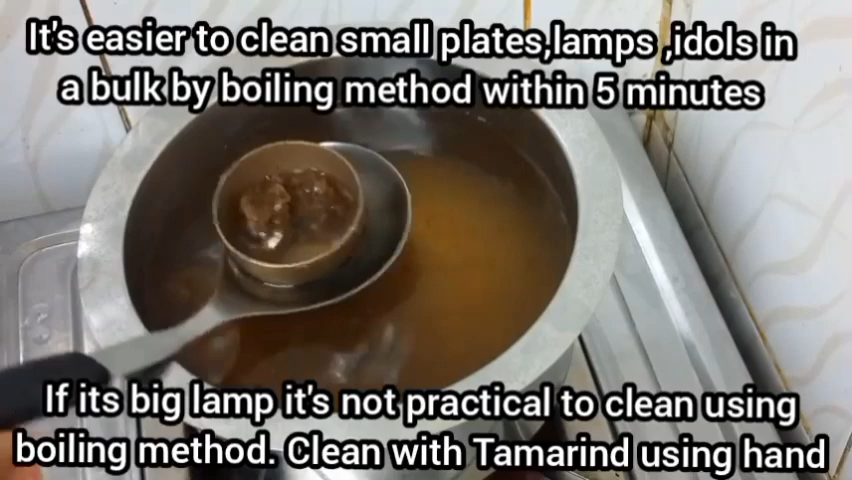 It's easier to clean small plates,lamps ,idols in
a bulk by boiling method within 5 minutes
If its big lamp it's not practical to clean using
boiling method. Clean with Tamarind using hand